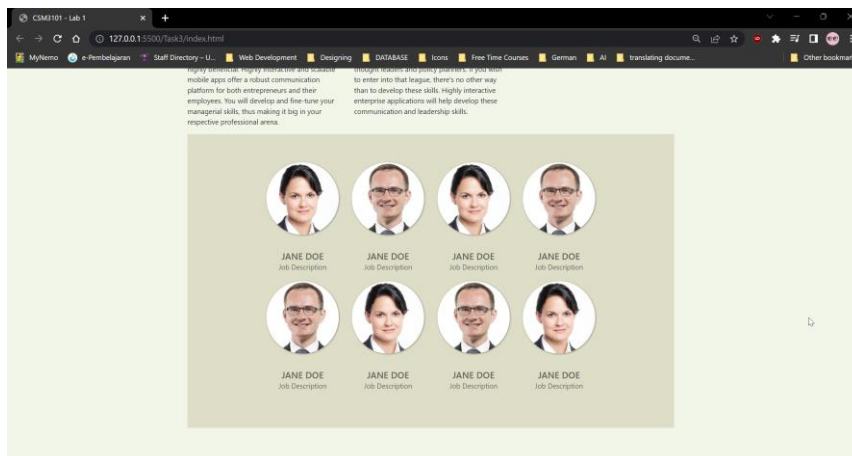 CSM3101 - Lab 1
127.0.0.1:5500/Task3/index.html
MyNemo e-Pembelajaran Staff Directory – U... Web Development Designing DATABASE Icons Free Time Courses German AI translating docume... Other bookmar
highly beneficial. Highly interactive and scalable
mobile apps offer a robust communication
platform for both entrepreneurs and their
employees. You will develop and fine-tune your
managerial skills, thus making it big in your
respective professional arena.
thought leaders and policy planners. If you wish
to enter into that league, there's no other way
than to develop these skills. Highly interactive
enterprise applications will help develop these
communication and leadership skills.
JANE DOE JANE DOE JANE DOE JANE DOE
Job Description Job Description Job Description Job Description
JANE DOE JANE DOE JANE DOE JANE DOE
Job Description Job Description Job Description Job Description